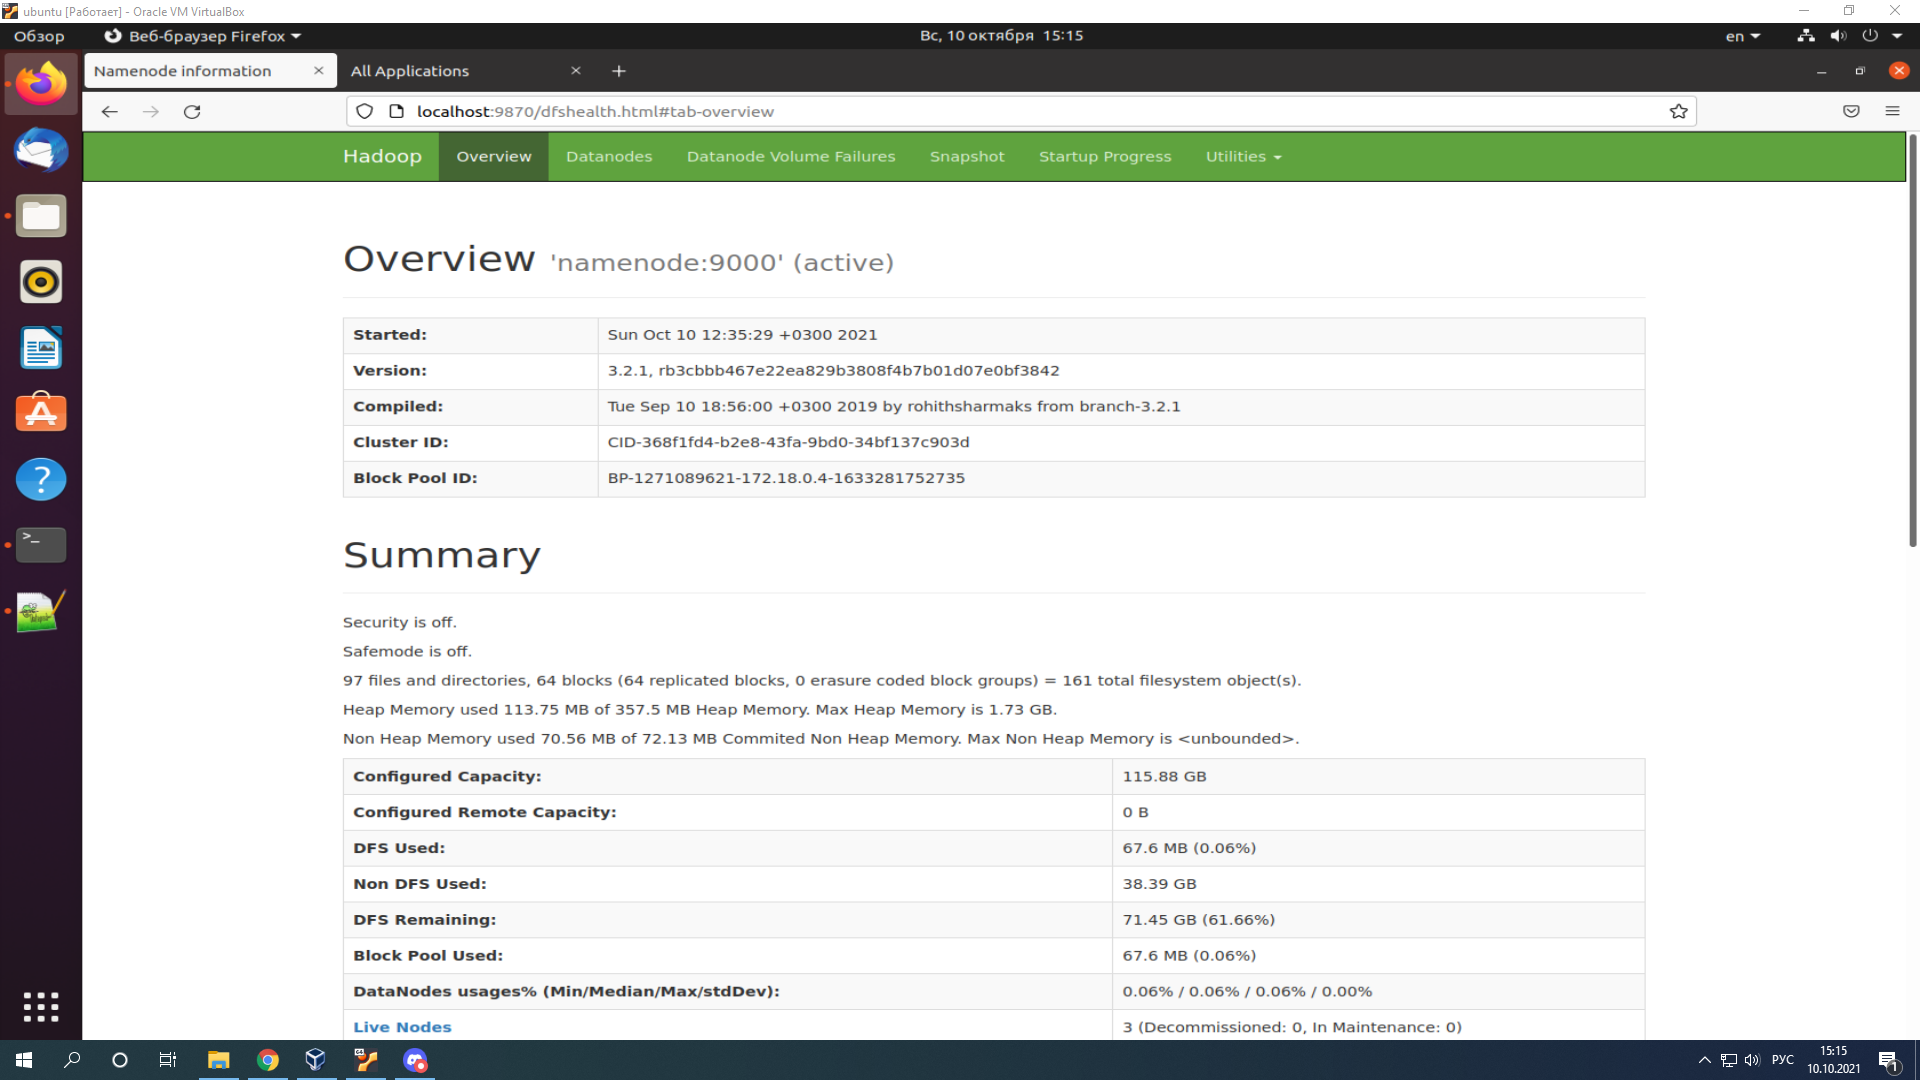 ubuntu [Работает] - Oracle VM VirtualBox
Обзор Веб-браузер Firefox Вс, 10 октября 15:15 en
Namenode information All Applications
localhost:9870/dfshealth.html#tab-overview
Hadoop Overview Datanodes Datanode Volume Failures Snapshot Startup Progress Utilities
Overview 'namenode:9000' (active)
Started: Sun Oct 10 12:35:29 +0300 2021
Version: 3.2.1, rb3cbbb467e22ea829b3808f4b7b01d07e0bf3842
Compiled: Tue Sep 10 18:56:00 +0300 2019 by rohithsharmaks from branch-3.2.1
Cluster ID: CID-368f1fd4-b2e8-43fa-9bd0-34bf137c903d
Block Pool ID: BP-1271089621-172.18.0.4-1633281752735
Summary
Security is off.
Safemode is off.
97 files and directories, 64 blocks (64 replicated blocks, 0 erasure coded block groups) = 161 total filesystem object(s).
Heap Memory used 113.75 MB of 357.5 MB Heap Memory. Max Heap Memory is 1.73 GB.
Non Heap Memory used 70.56 MB of 72.13 MB Commited Non Heap Memory. Max Non Heap Memory is <unbounded>.
Configured Capacity: 115.88 GB
Configured Remote Capacity: 0 B
DFS Used: 67.6 MB (0.06%)
Non DFS Used: 38.39 GB
DFS Remaining: 71.45 GB (61.66%)
Block Pool Used: 67.6 MB (0.06%)
DataNodes usages% (Min/Median/Max/stdDev): 0.06% / 0.06% / 0.06% / 0.00%
Live Nodes 3 (Decommissioned: 0, In Maintenance: 0)
РУС 15:15
10.10.2021 1